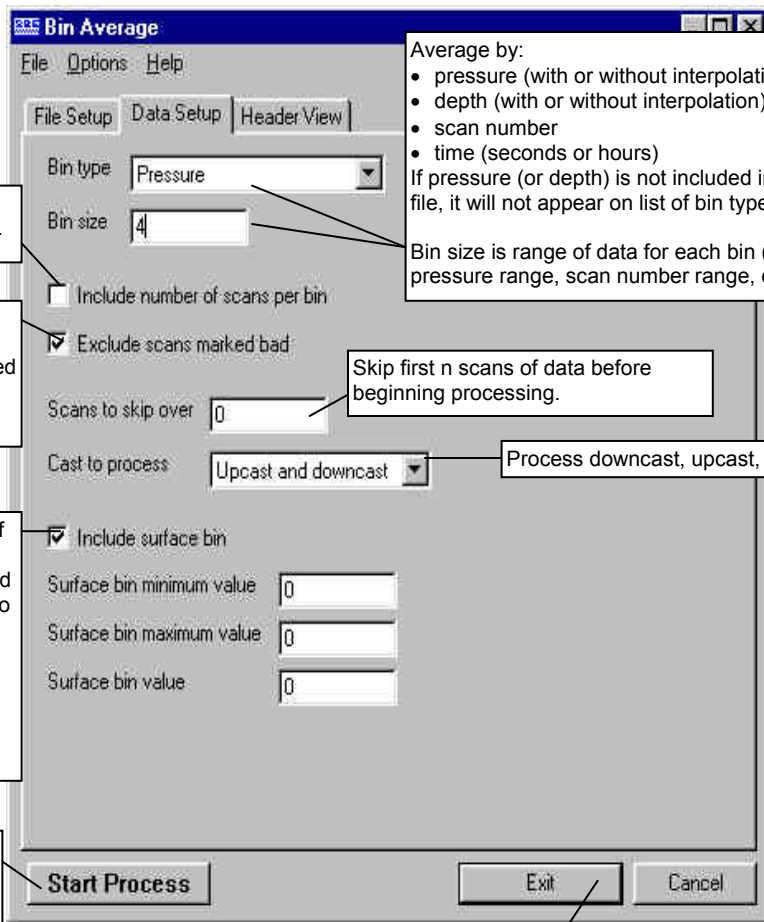 SBE Bin Average
File Options Help
File Setup Data Setup Header View
Average by:
• pressure (with or without
• depth (with or without interpolation)
• scan number
• time (seconds or hours)
If pressure (or depth) is not included
file, it will not appear on list of bin
Bin size is range of data for each bin
pressure range, scan number range,
Bin type Pressure
Bin size 4
Include number of scans per bin
Exclude scans marked bad
ed
Skip first n scans of data before
beginning processing.
Scans to skip over 0
Cast to process Upcast and downcast
Process downcast, upcast,
f
Include surface bin
d
o
Surface bin minimum value 0
Surface bin maximum value 0
Surface bin value 0
Start Process Exit Cancel